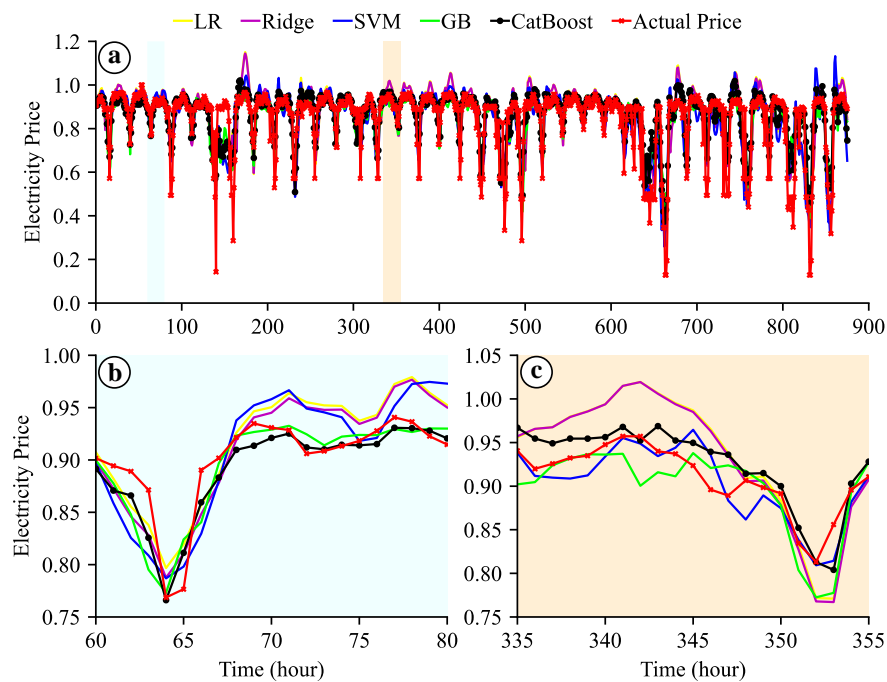 LR Ridge SVM GB CatBoost Actual Price
a
1.2
1.0
0.8
0.6
0.4
0.2
0.0
Electricity Price
0 100 200 300 400 500 600 700 800 900
b
1.00
0.95
0.90
0.85
0.80
0.75
Electricity Price
60 65 70 75 80
Time (hour)
c
1.05
1.00
0.95
0.90
0.85
0.80
0.75
335 340 345 350 355
Time (hour)